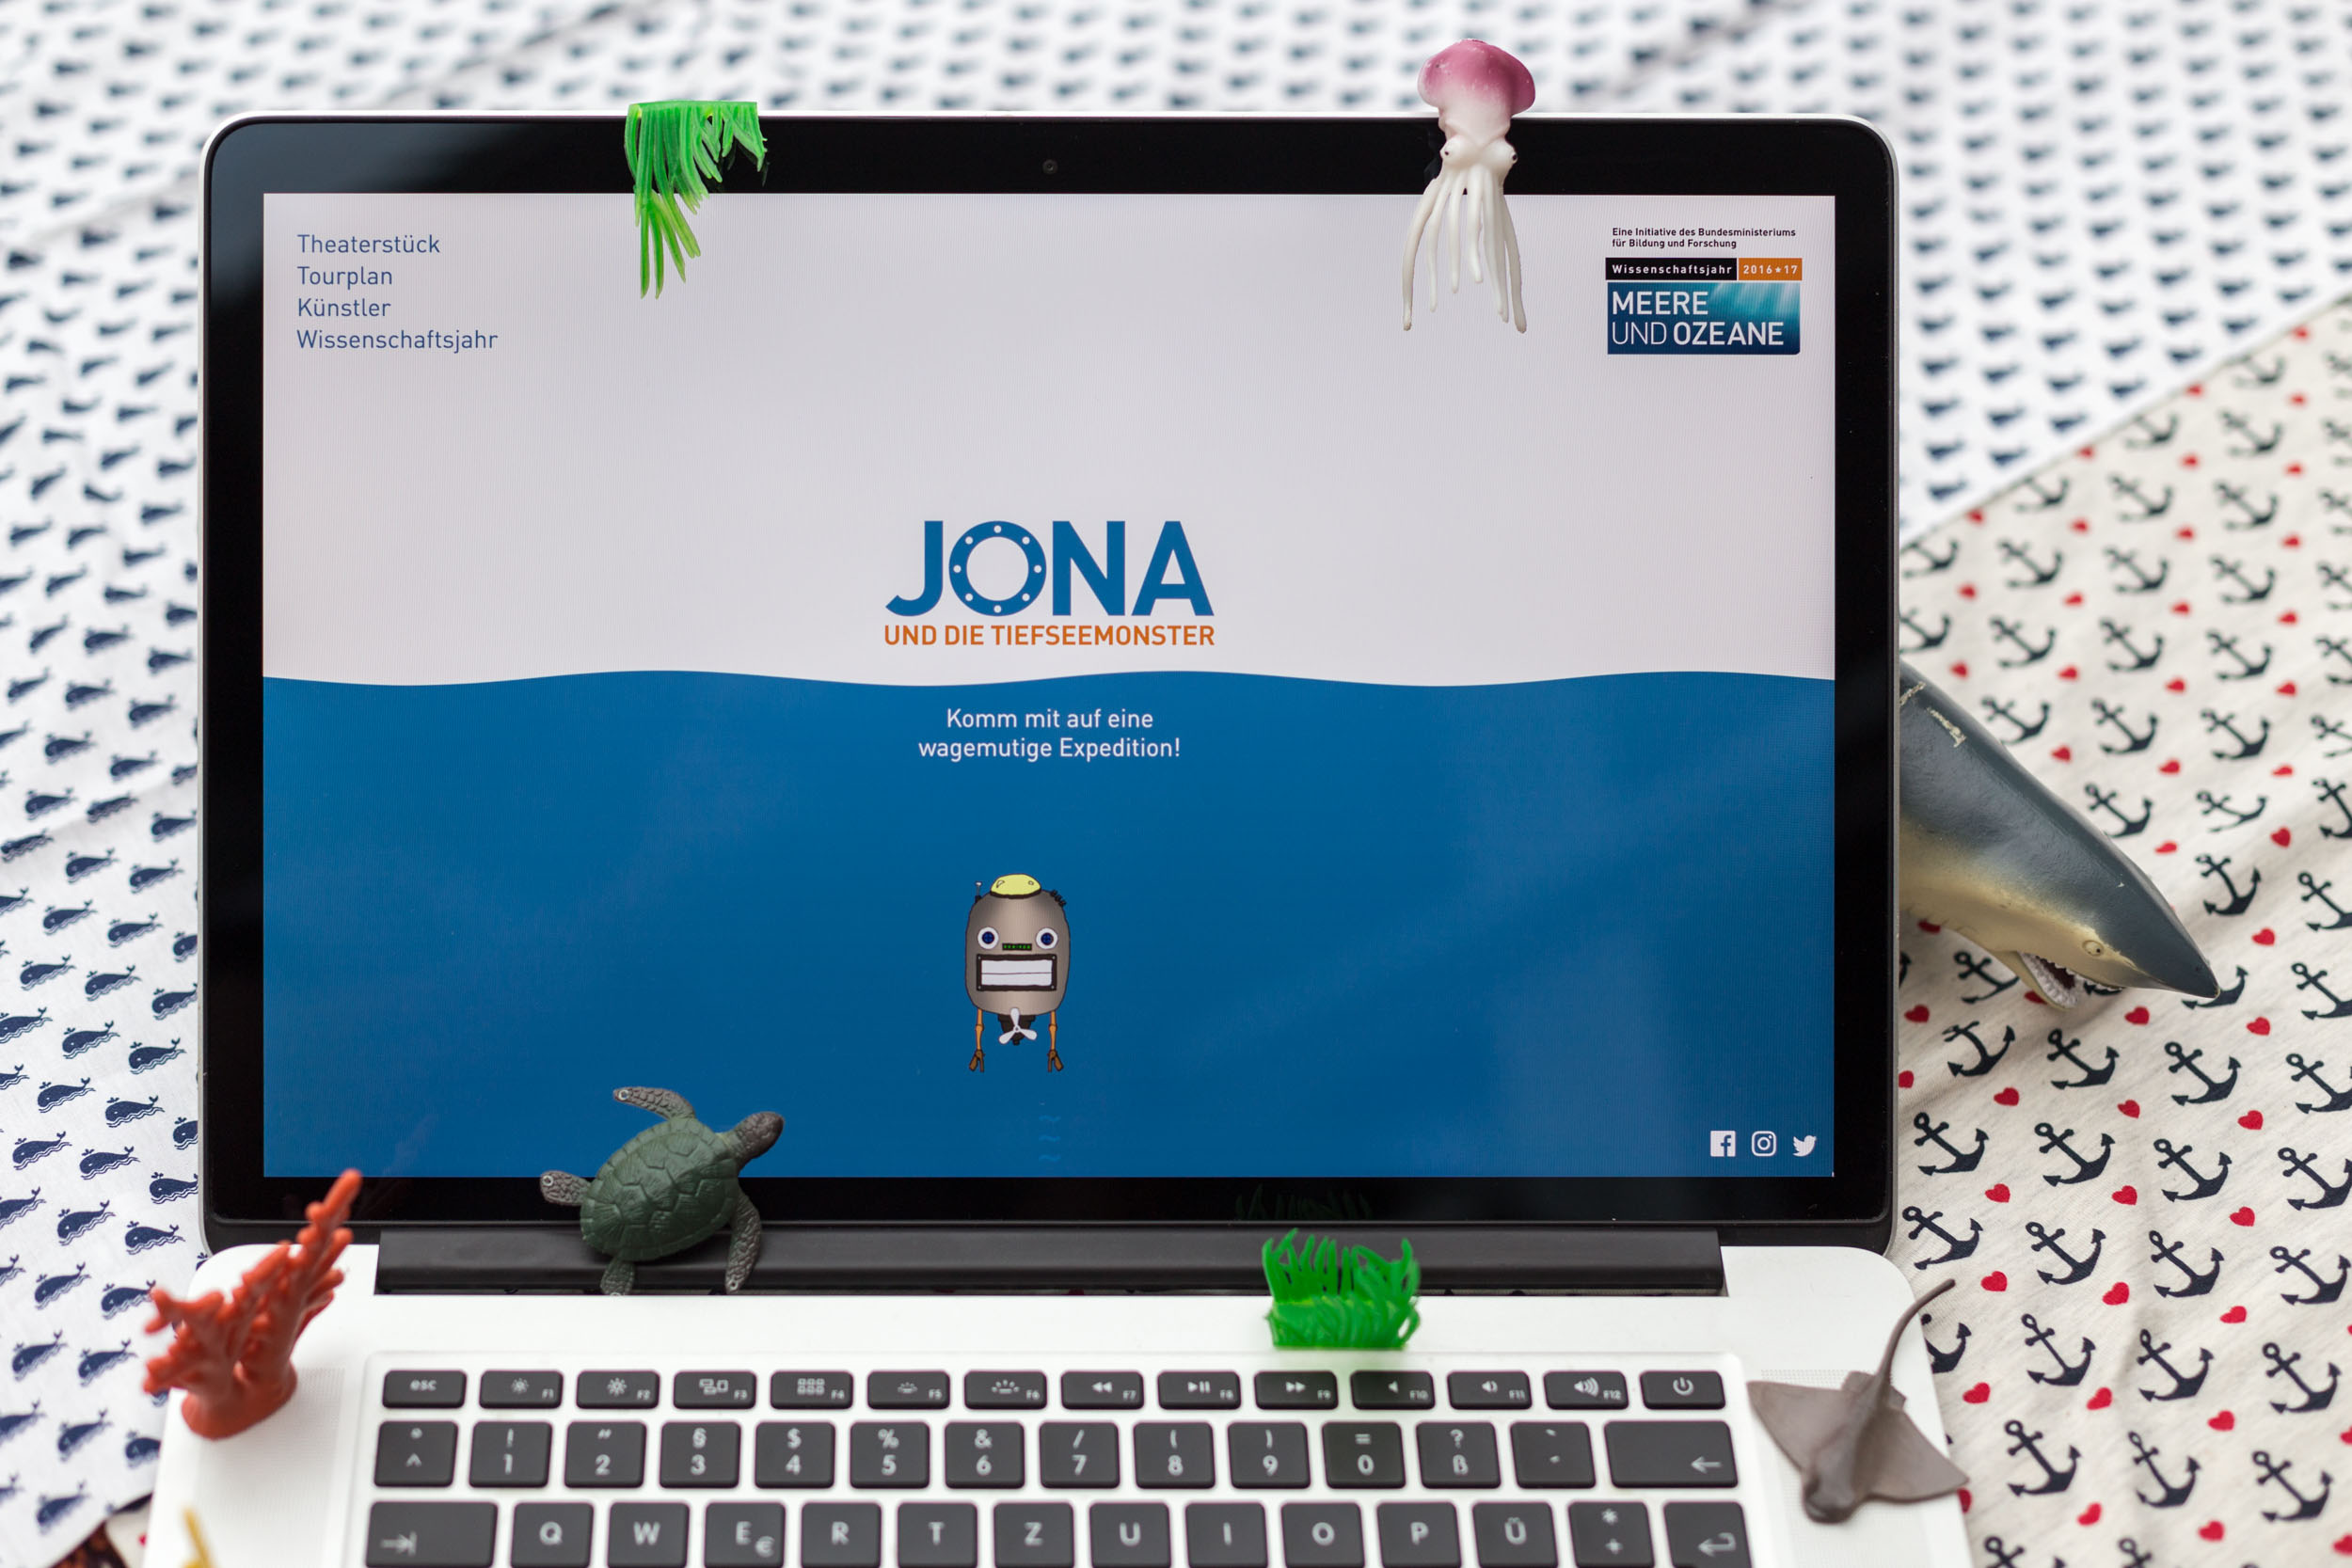 Theaterstück
Tourplan
Künstler
Wissenschaftsjahr
Eine Initiative des Bundesministeriums
für Bildung und Forschung
Wissenschaftsjahr 2016★17
MEERE
UND OZEANE
JONA
UND DIE TIEFSEEMONSTER
Komm mit auf eine
wagemutige Expedition!
esc F1 F2 F3 F4 F5 F6 F7 F8 F9 F10 F11 F12
° ! " § $ % & / ( ) = ? `
^ 1 2 3 4 5 6 7 8 9 0 ß ´
Q W E € R T Z U I O P Ü * +